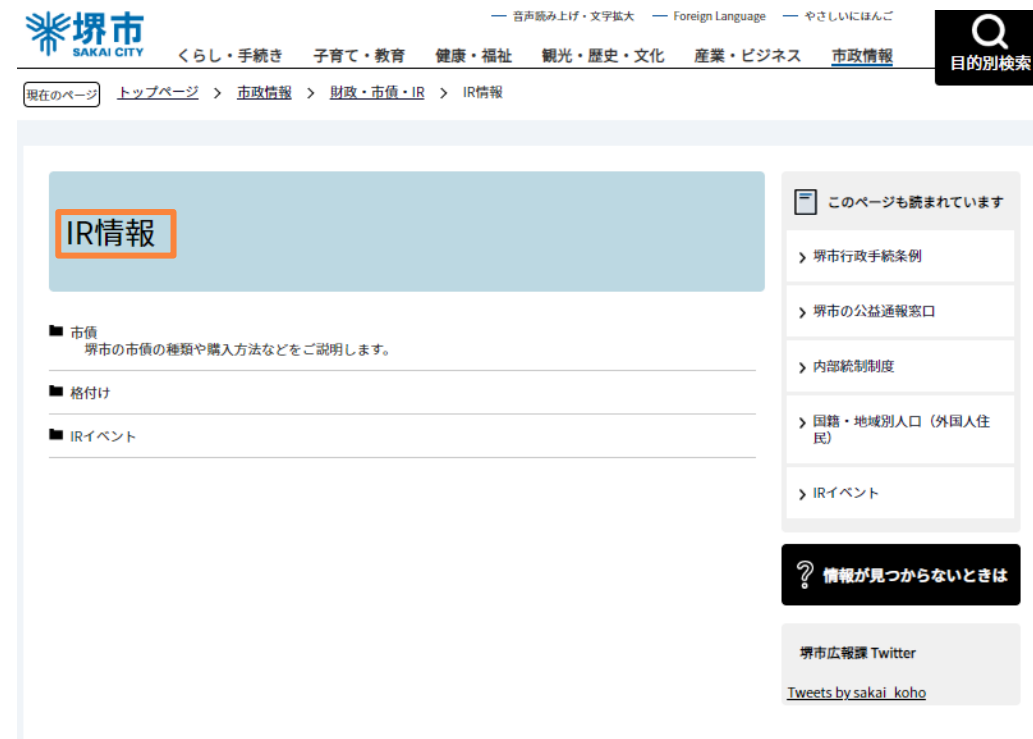 堺市
SAKAI CITY
音声読み上げ・文字拡大
Foreign Language
やさしいにほんご
くらし・手続き
子育て・教育
健康・福祉
観光・歴史・文化
産業・ビジネス
市政情報
目的別検索
現在のページ
トップページ > 市政情報 > 財政・市債・IR > IR情報
IR情報
市債
堺市の市債の種類や購入方法などをご説明します。
格付け
IRイベント
このページも読まれています
堺市行政手続条例
堺市の公益通報窓口
内部統制制度
国籍・地域別人口（外国人住
民）
IRイベント
情報が見つからないときは
堺市広報課 Twitter
Tweets by sakai_koho